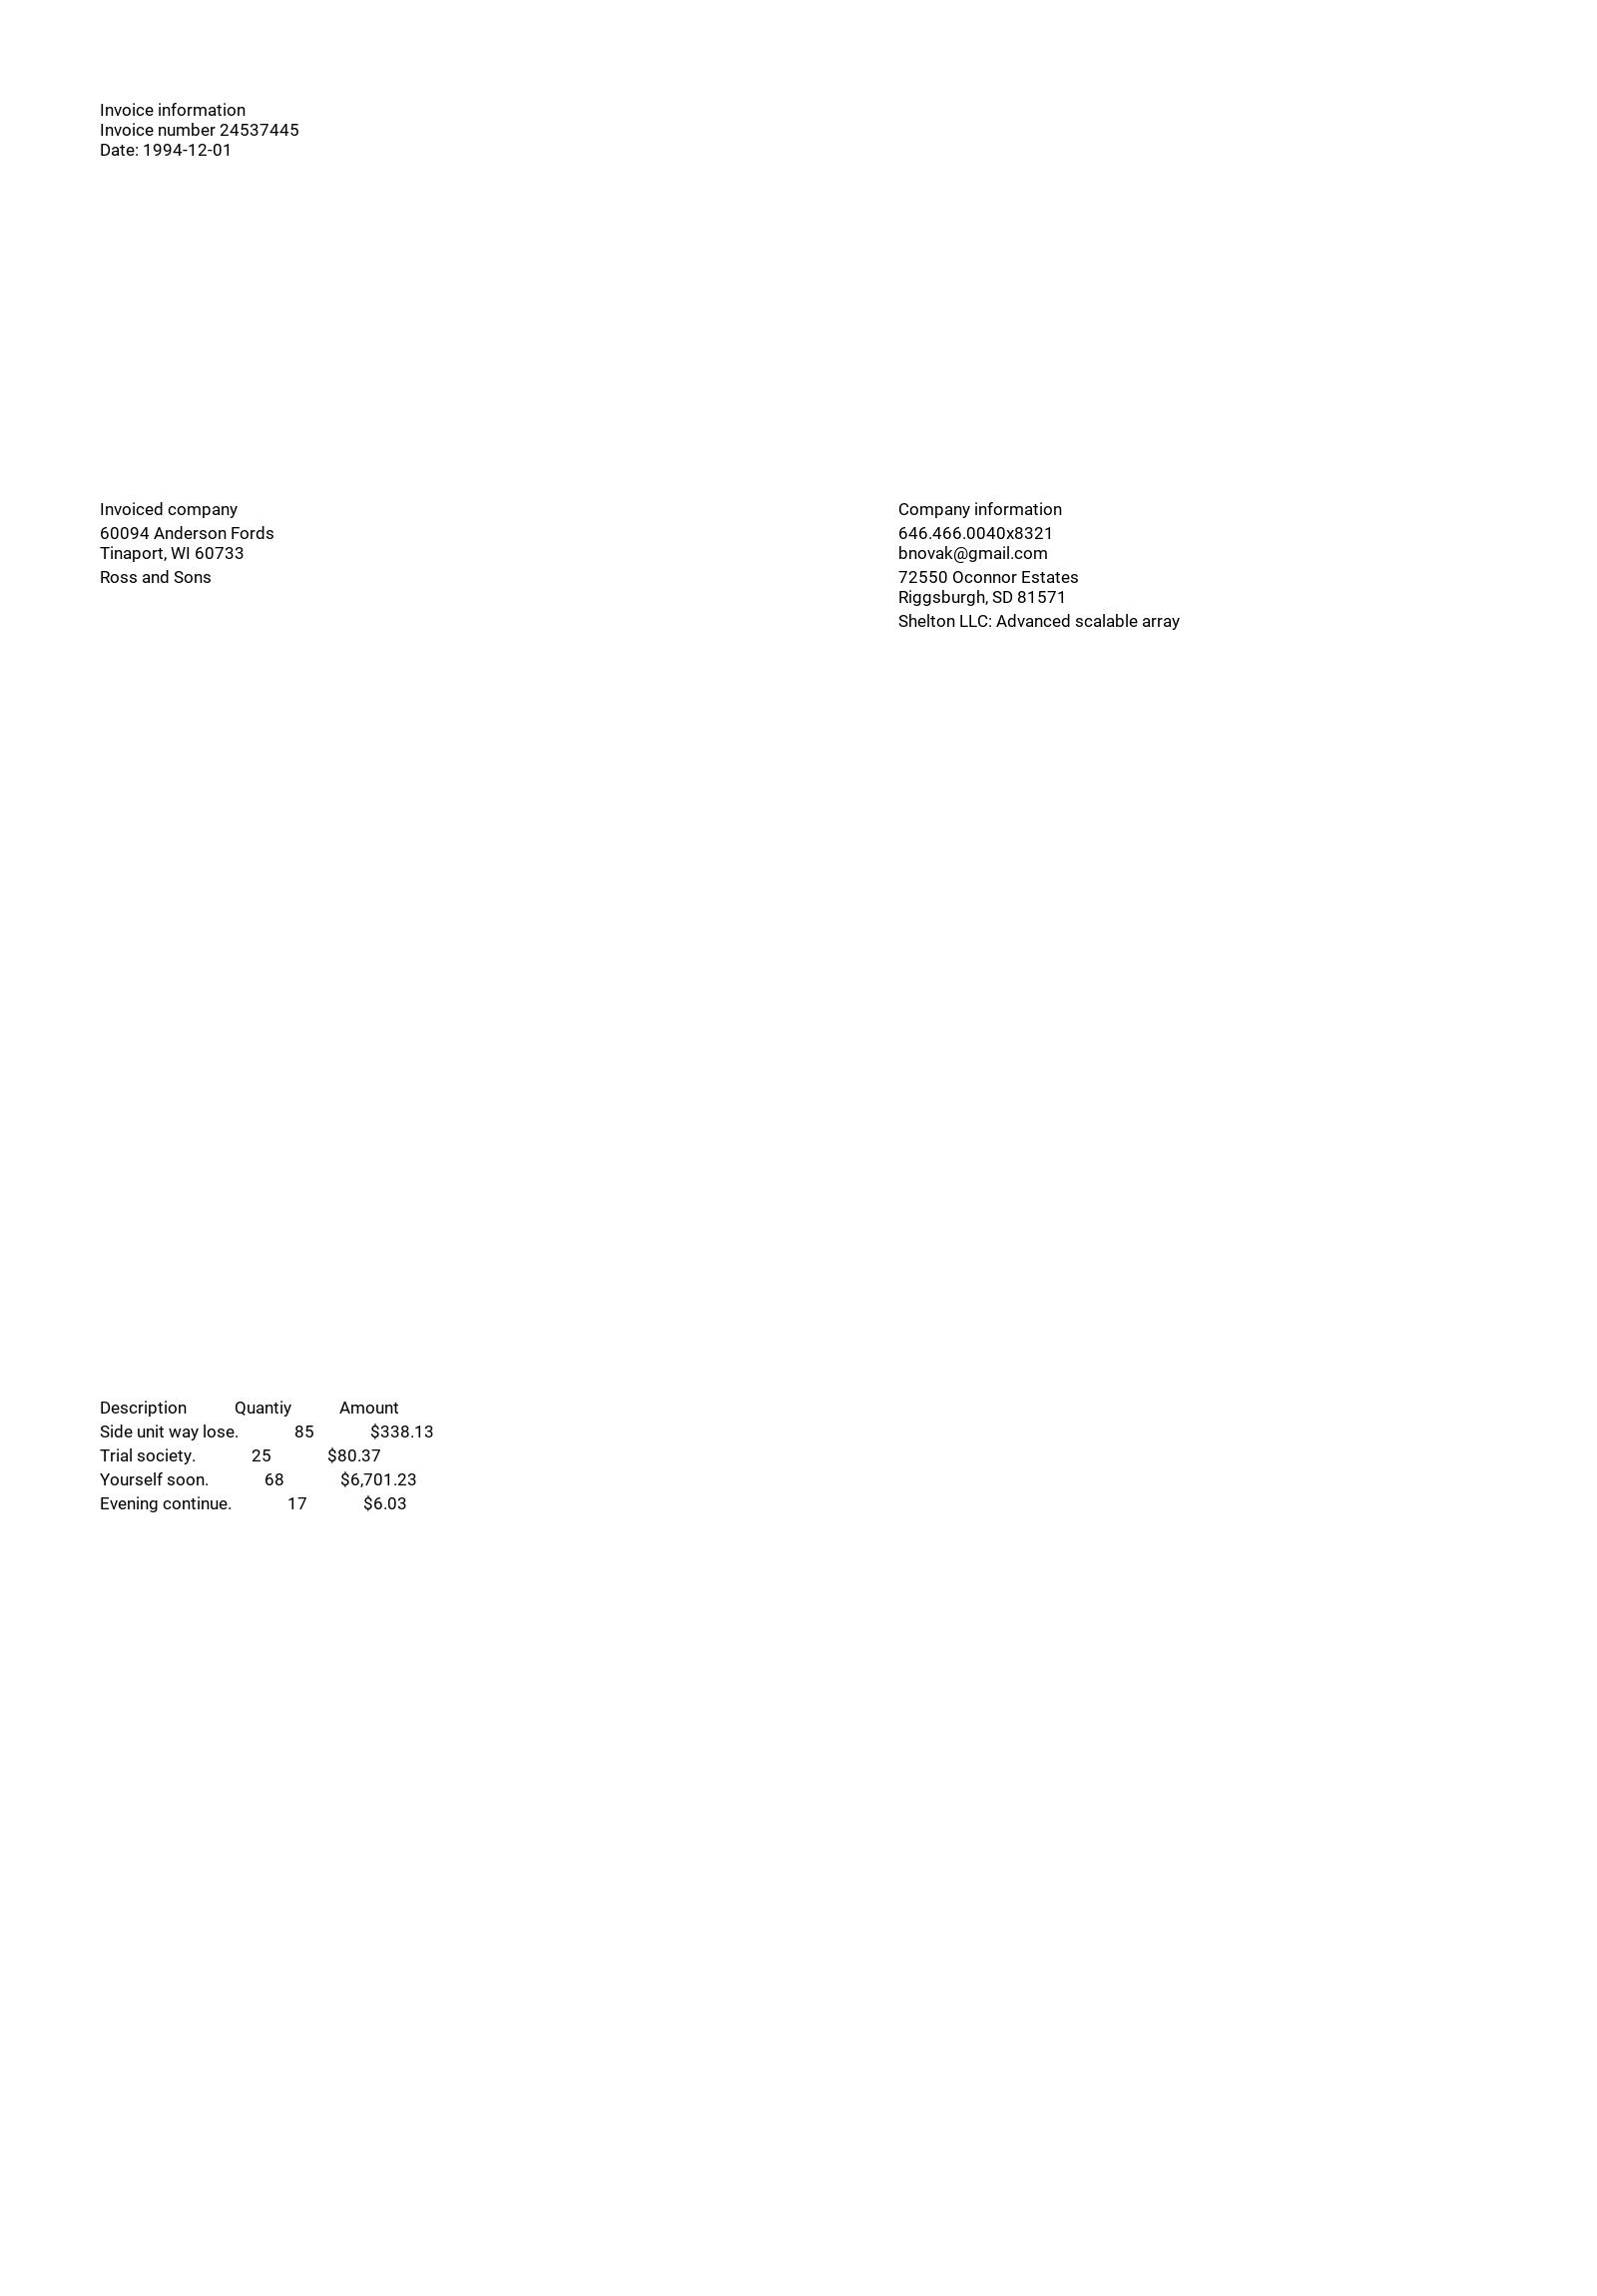 Invoice information
Invoice number 24537445
Date: 1994-12-01
Invoiced company
60094 Anderson Fords
Tinaport, WI 60733
Ross and Sons
Company information
646.466.0040x8321
bnovak@gmail.com
72550 Oconnor Estates
Riggsburgh, SD 81571
Shelton LLC: Advanced scalable array
Description Quantiy Amount
Side unit way lose. 85 $338.13
Trial society. 25 $80.37
Yourself soon. 68 $6,701.23
Evening continue. 17 $6.03